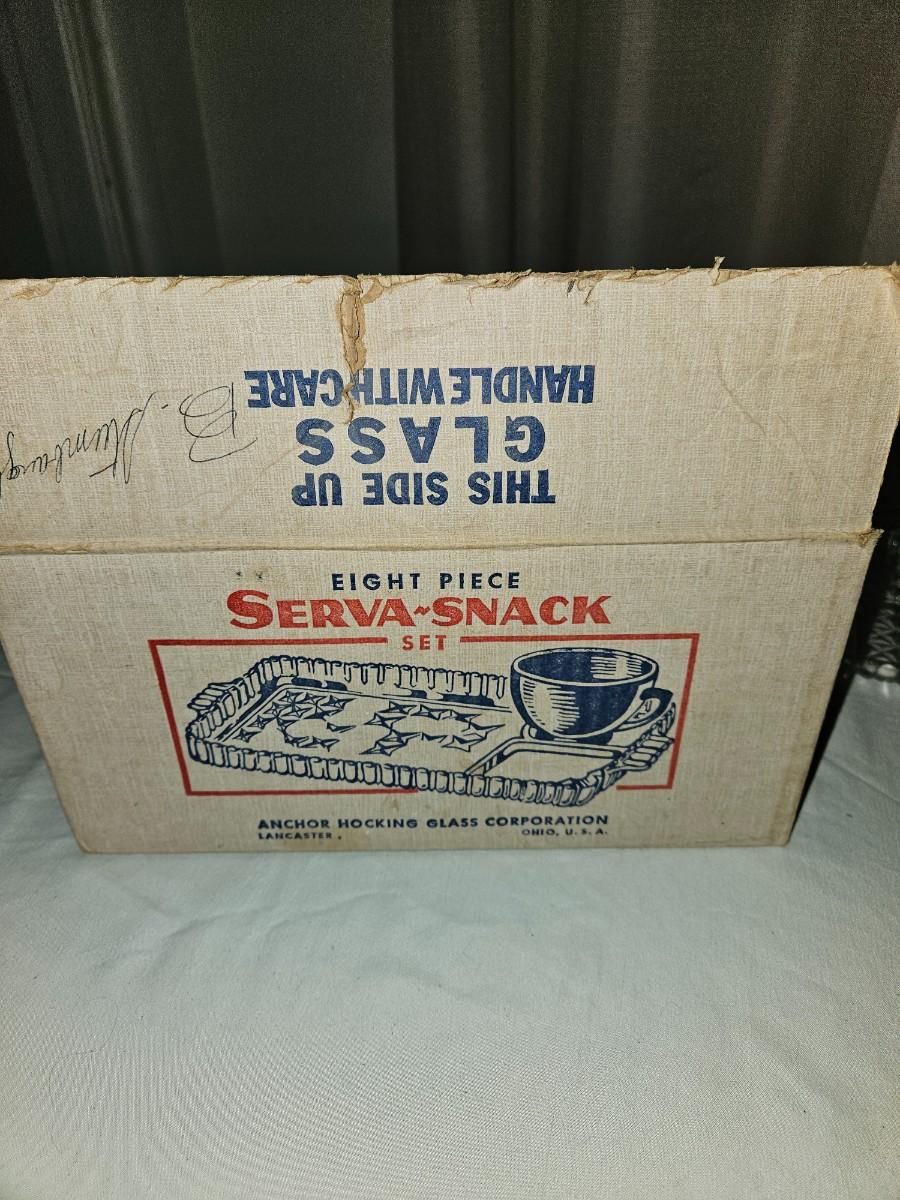 THIS SIDE UP
GLASS
HANDLE WITH CARE
B.
EIGHT PIECE
SERVA-SNACK
SET
ANCHOR HOCKING GLASS CORPORATION
LANCASTER, OHIO, U.S.A.